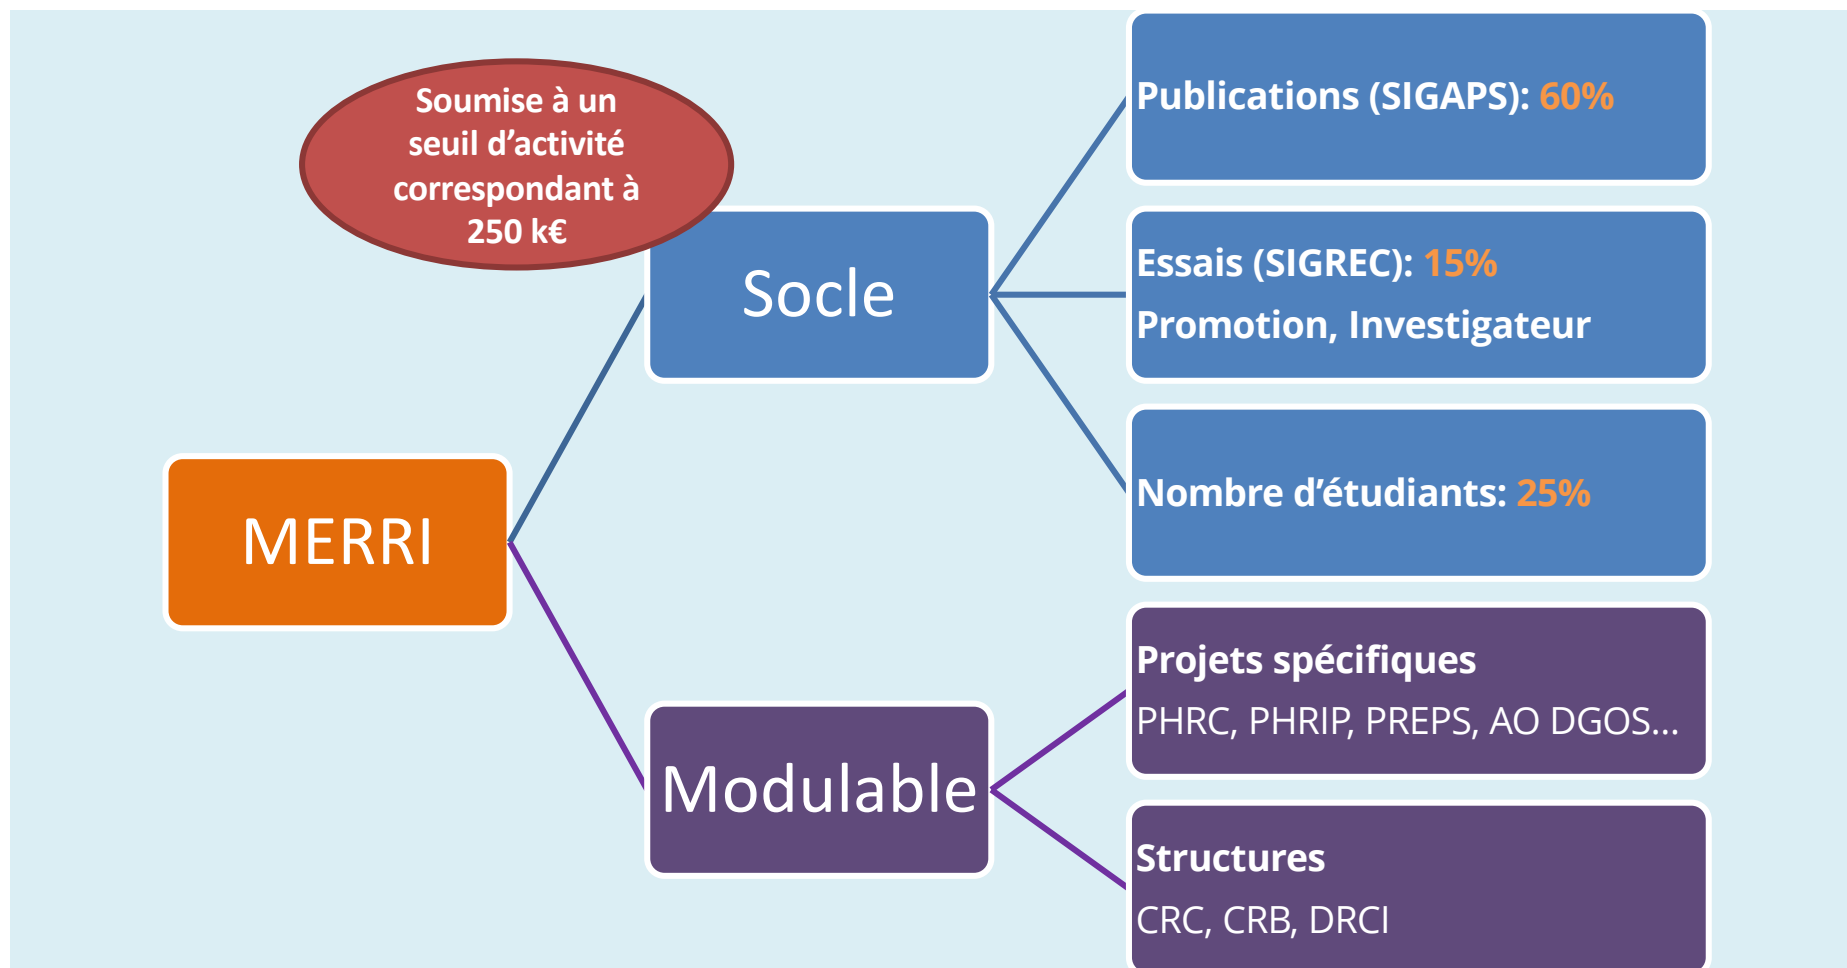 Soumise à un
seuil d’activité
correspondant à
250 k€
MERRI
Socle
Publications (SIGAPS): 60%
Essais (SIGREC): 15%
Promotion, Investigateur
Nombre d’étudiants: 25%
Modulable
Projets spécifiques
PHRC, PHRIP, PREPS, AO DGOS...
Structures
CRC, CRB, DRCI